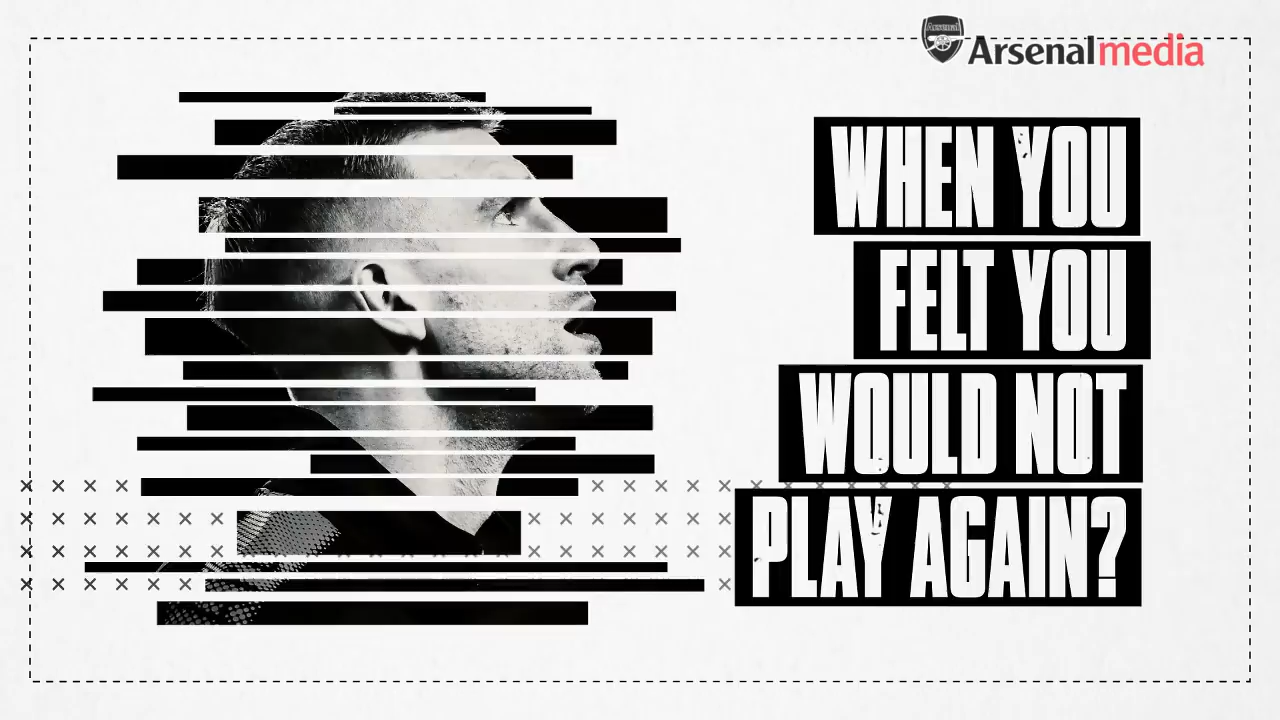 Arsenal
Arsenalmedia
WHEN YOU
FELT YOU
WOULD NOT
PLAY AGAIN?